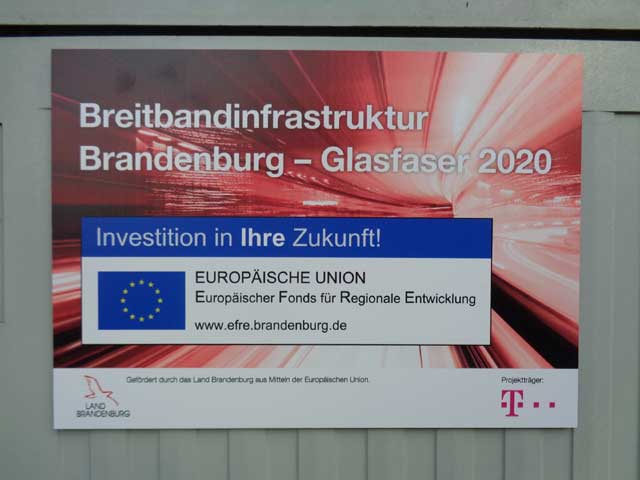 Breitbandinfrastruktur
Brandenburg – Glasfaser 2020
Investition in Ihre Zukunft!
EUROPÄISCHE UNION
Europäischer Fonds für Regionale Entwicklung
www.efre.brandenburg.de
Gefördert durch das Land Brandenburg aus Mitteln der Europäischen Union.
LAND
BRANDENBURG
Projektträger:
T